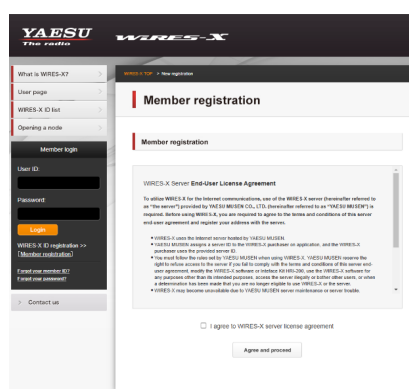 YAESU
The radio
WIRES-X
What is WiRES-X?
User page
WIRES-X ID list
Opening a node
Member login
User ID:
Password:
Login
WIRES-X ID registration >>
[Member registration]
Forgot your member ID?
Forgot your password?
Contact us
WIRES-X TOP > New registration
Member registration
Member registration
WIRES-X Server End-User License Agreement
To utilize WIRES-X for the Internet communications, use of the WIRES-X server (hereinafter referred to
as "the server") provided by YAESU MUSEN CO., LTD. (hereinafter referred to as "YAESU MUSEN") is
required. Before using WIRES-X, you are required to agree to the terms and conditions of this server
end-user agreement and register your address with the server.
• WIRES-X uses the Internet server hosted by YAESU MUSEN.
• YAESU MUSEN assigns a server ID to the WIRES-X purchaser on application, and the WIRES-X
purchaser uses the provided server ID.
• You must follow the rules set by YAESU MUSEN when using WIRES-X. YAESU MUSEN reserve the
right to refuse access to the server if you fail to comply with the terms and conditions of this server end-
user agreement, modify the WIRES-X software or Inteface Kit HRI-200, use the WIRES-X software for
any purposes other than its intended purpose, access the server illegally or bother other users, or when
a determination has been made that you are no longer eligible to use WIRES-X or the server.
• WIRES-X may become unavailable due to YAESU MUSEN server maintenance or server trouble.
I agree to WIRES-X server license agreement
Agree and proceed